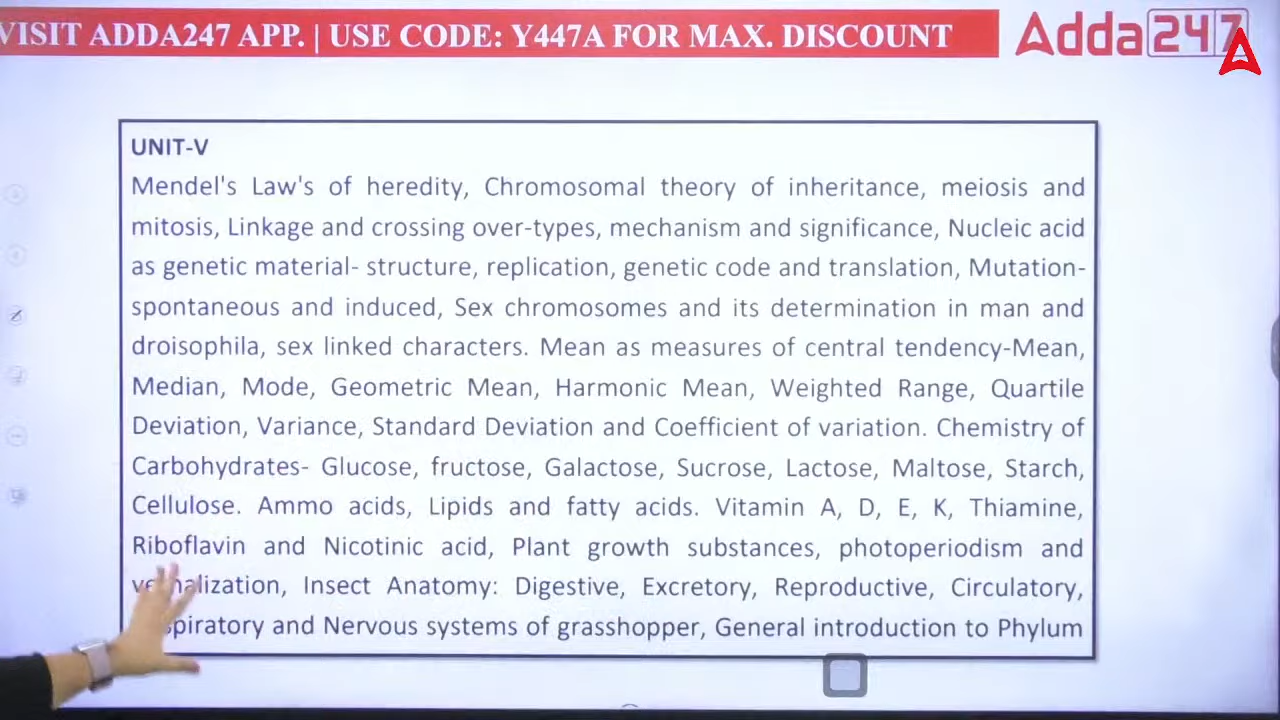 VISIT ADDA247 APP. | USE CODE: Y447A FOR MAX. DISCOUNT
Adda247
UNIT-V
Mendel's Law's of heredity, Chromosomal theory of inheritance, meiosis and
mitosis, Linkage and crossing over-types, mechanism and significance, Nucleic acid
as genetic material- structure, replication, genetic code and translation, Mutation-
spontaneous and induced, Sex chromosomes and its determination in man and
droisophila, sex linked characters. Mean as measures of central tendency-Mean,
Median, Mode, Geometric Mean, Harmonic Mean, Weighted Range, Quartile
Deviation, Variance, Standard Deviation and Coefficient of variation. Chemistry of
Carbohydrates- Glucose, fructose, Galactose, Sucrose, Lactose, Maltose, Starch,
Cellulose. Ammo acids, Lipids and fatty acids. Vitamin A, D, E, K, Thiamine,
Riboflavin and Nicotinic acid, Plant growth substances, photoperiodism and
Insect Anatomy: Digestive, Excretory, Reproductive, Circulatory,
and Nervous systems of grasshopper, General introduction to Phylum